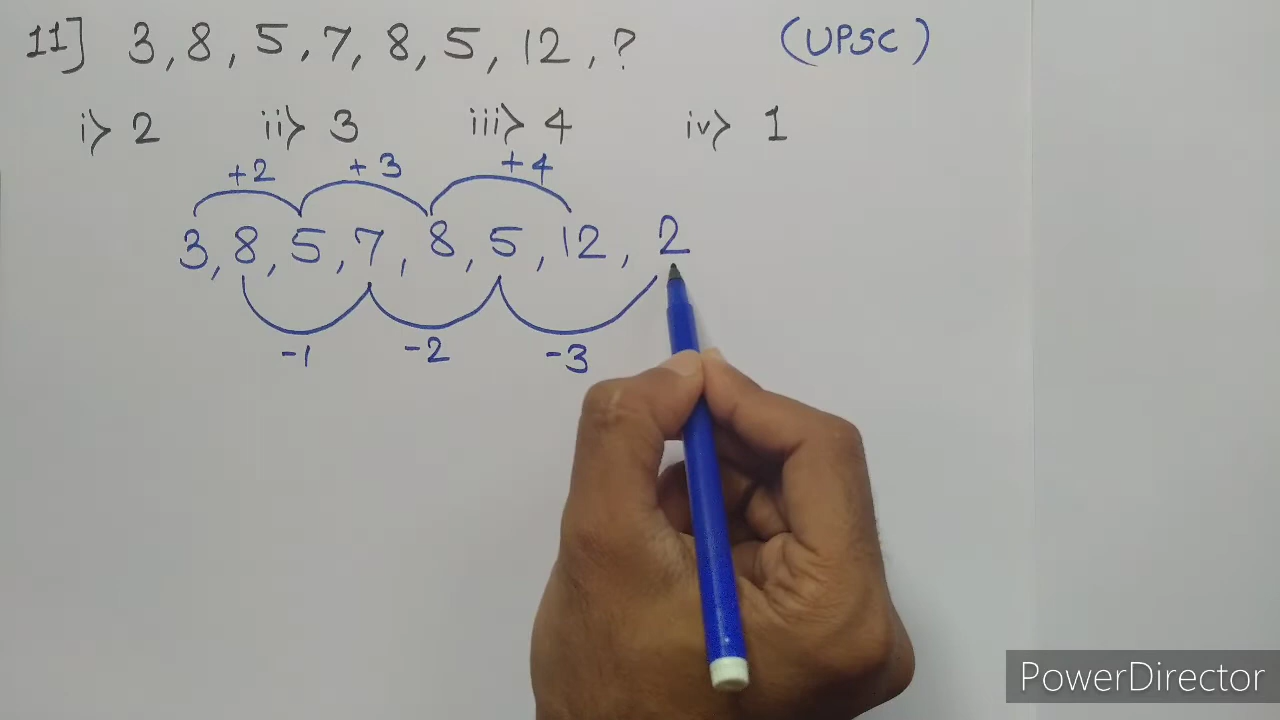 11] 3, 8, 5, 7, 8, 5, 12, ? (UPSC)
i> 2 ii> 3 iii> 4 iv> 1
+2 +3 +4
3, 8, 5, 7, 8, 5, 12, 2
-1 -2 -3
PowerDirector